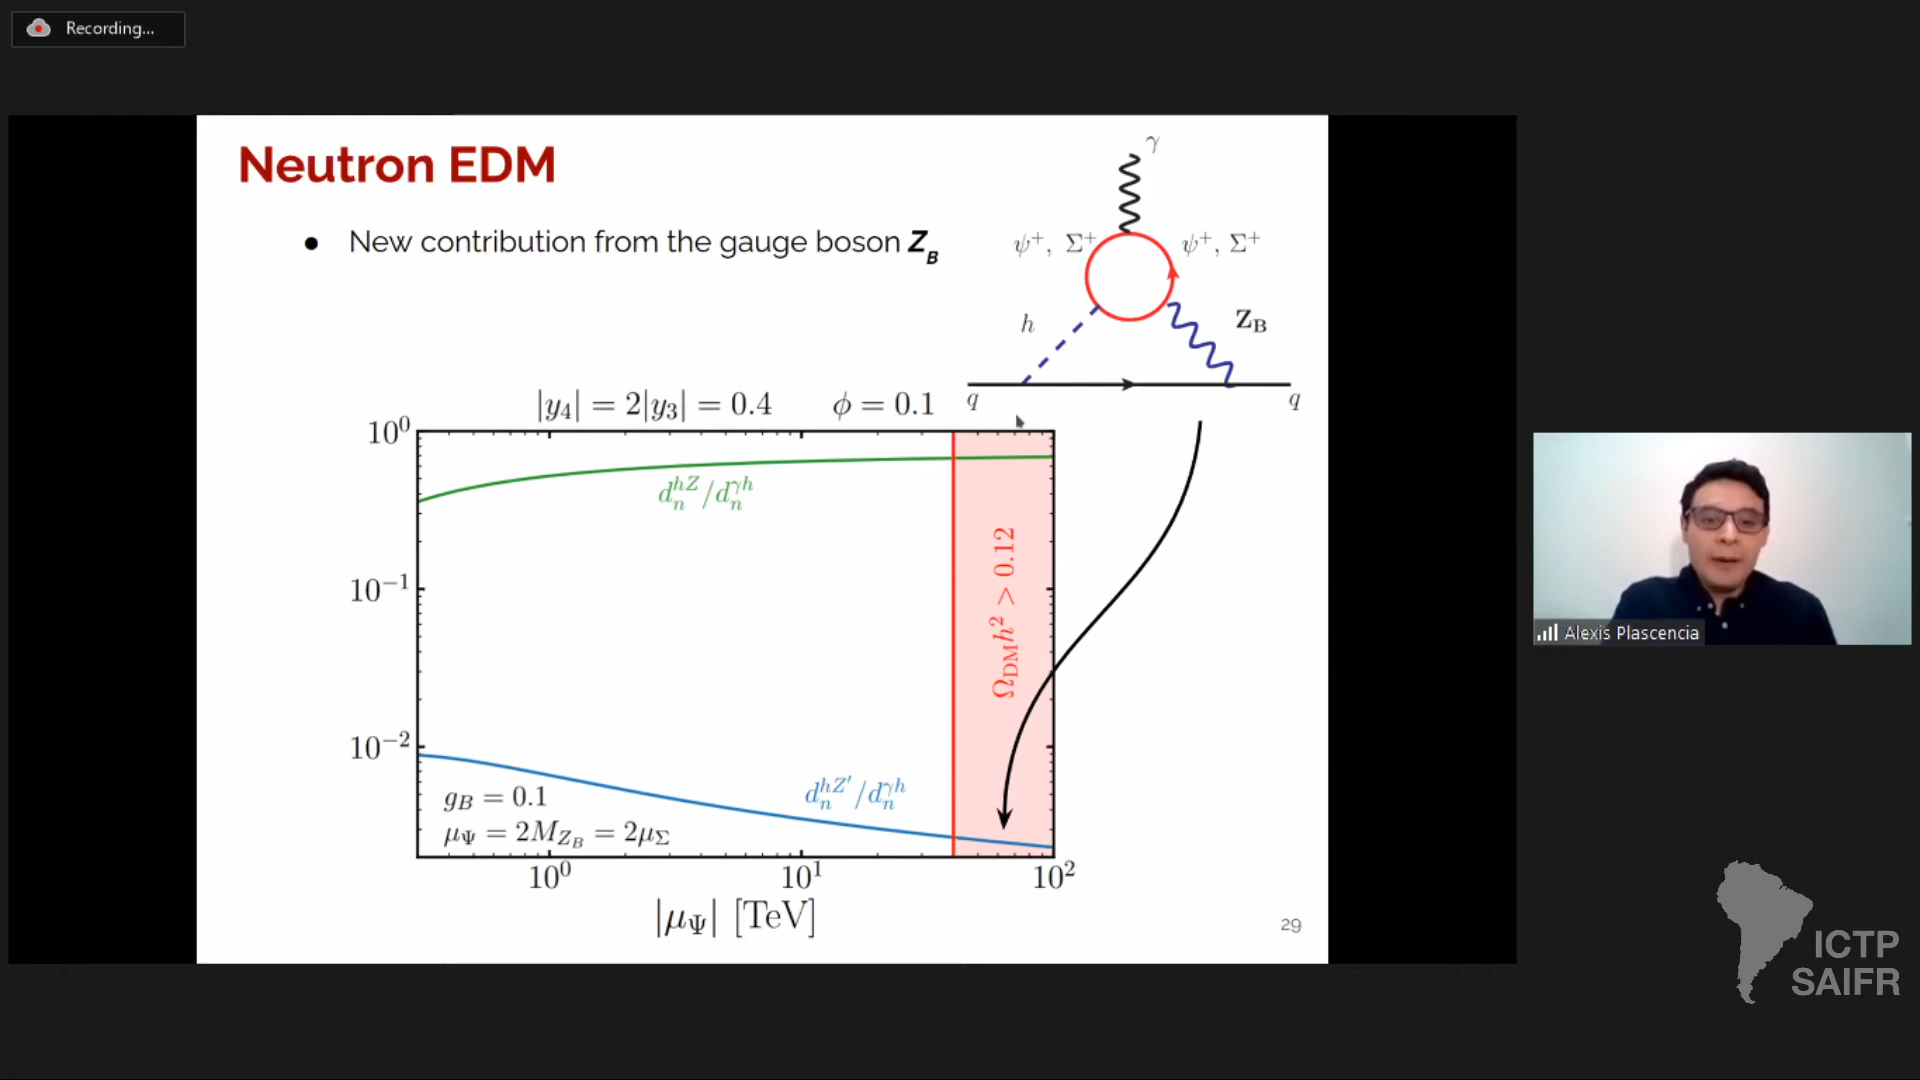 Recording...
Neutron EDM
● New contribution from the gauge boson Z_B
γ
ψ⁺, Σ⁺
ψ⁺, Σ⁺
h
Z_B
q
q
|y₄| = 2|y₃| = 0.4 ϕ = 0.1
10⁰
10⁻¹
10⁻²
d_n^{hZ}/d_n^{γh}
Ω_DM h² > 0.12
d_n^{hZ'}/d_n^{γh}
g_B = 0.1
μ_Ψ = 2M_{Z_B} = 2μ_Σ
10⁰ 10¹ 10²
|μ_Ψ| [TeV]
29
Alexis Plascencia
ICTP
SAIFR